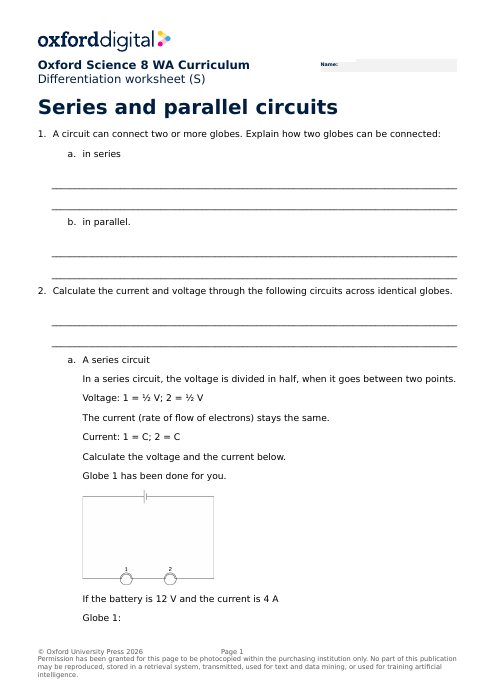 oxforddigital
Oxford Science 8 WA Curriculum
Name:
Differentiation worksheet (S)
Series and parallel circuits
1. A circuit can connect two or more globes. Explain how two globes can be connected:
a. in series
b. in parallel.
2. Calculate the current and voltage through the following circuits across identical globes.
a. A series circuit
In a series circuit, the voltage is divided in half, when it goes between two points.
Voltage: 1 = ½ V; 2 = ½ V
The current (rate of flow of electrons) stays the same.
Current: 1 = C; 2 = C
Calculate the voltage and the current below.
Globe 1 has been done for you.
1 2
If the battery is 12 V and the current is 4 A
Globe 1:
© Oxford University Press 2026 Page 1
Permission has been granted for this page to be photocopied within the purchasing institution only. No part of this publication
may be reproduced, stored in a retrieval system, transmitted, used for text and data mining, or used for training artificial
intelligence.